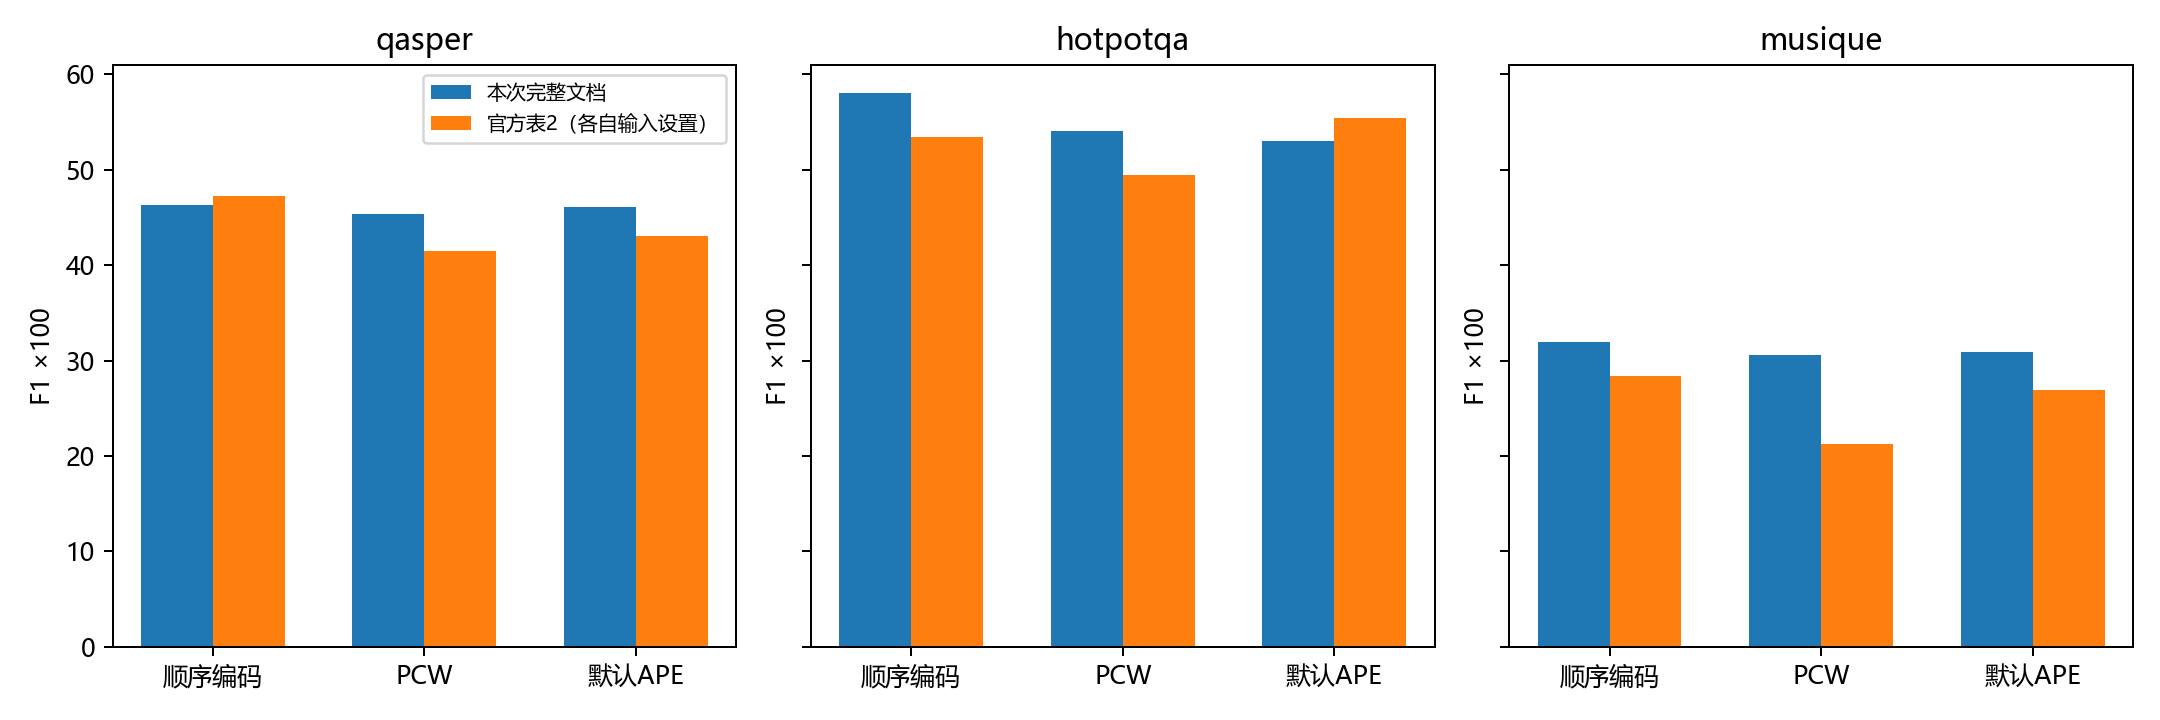 qasper
hotpotqa
musique
本次完整文档
官方表2（各自输入设置）
F1 ×100
60
50
40
30
20
10
0
顺序编码
PCW
默认APE
F1 ×100
顺序编码
PCW
默认APE
F1 ×100
顺序编码
PCW
默认APE